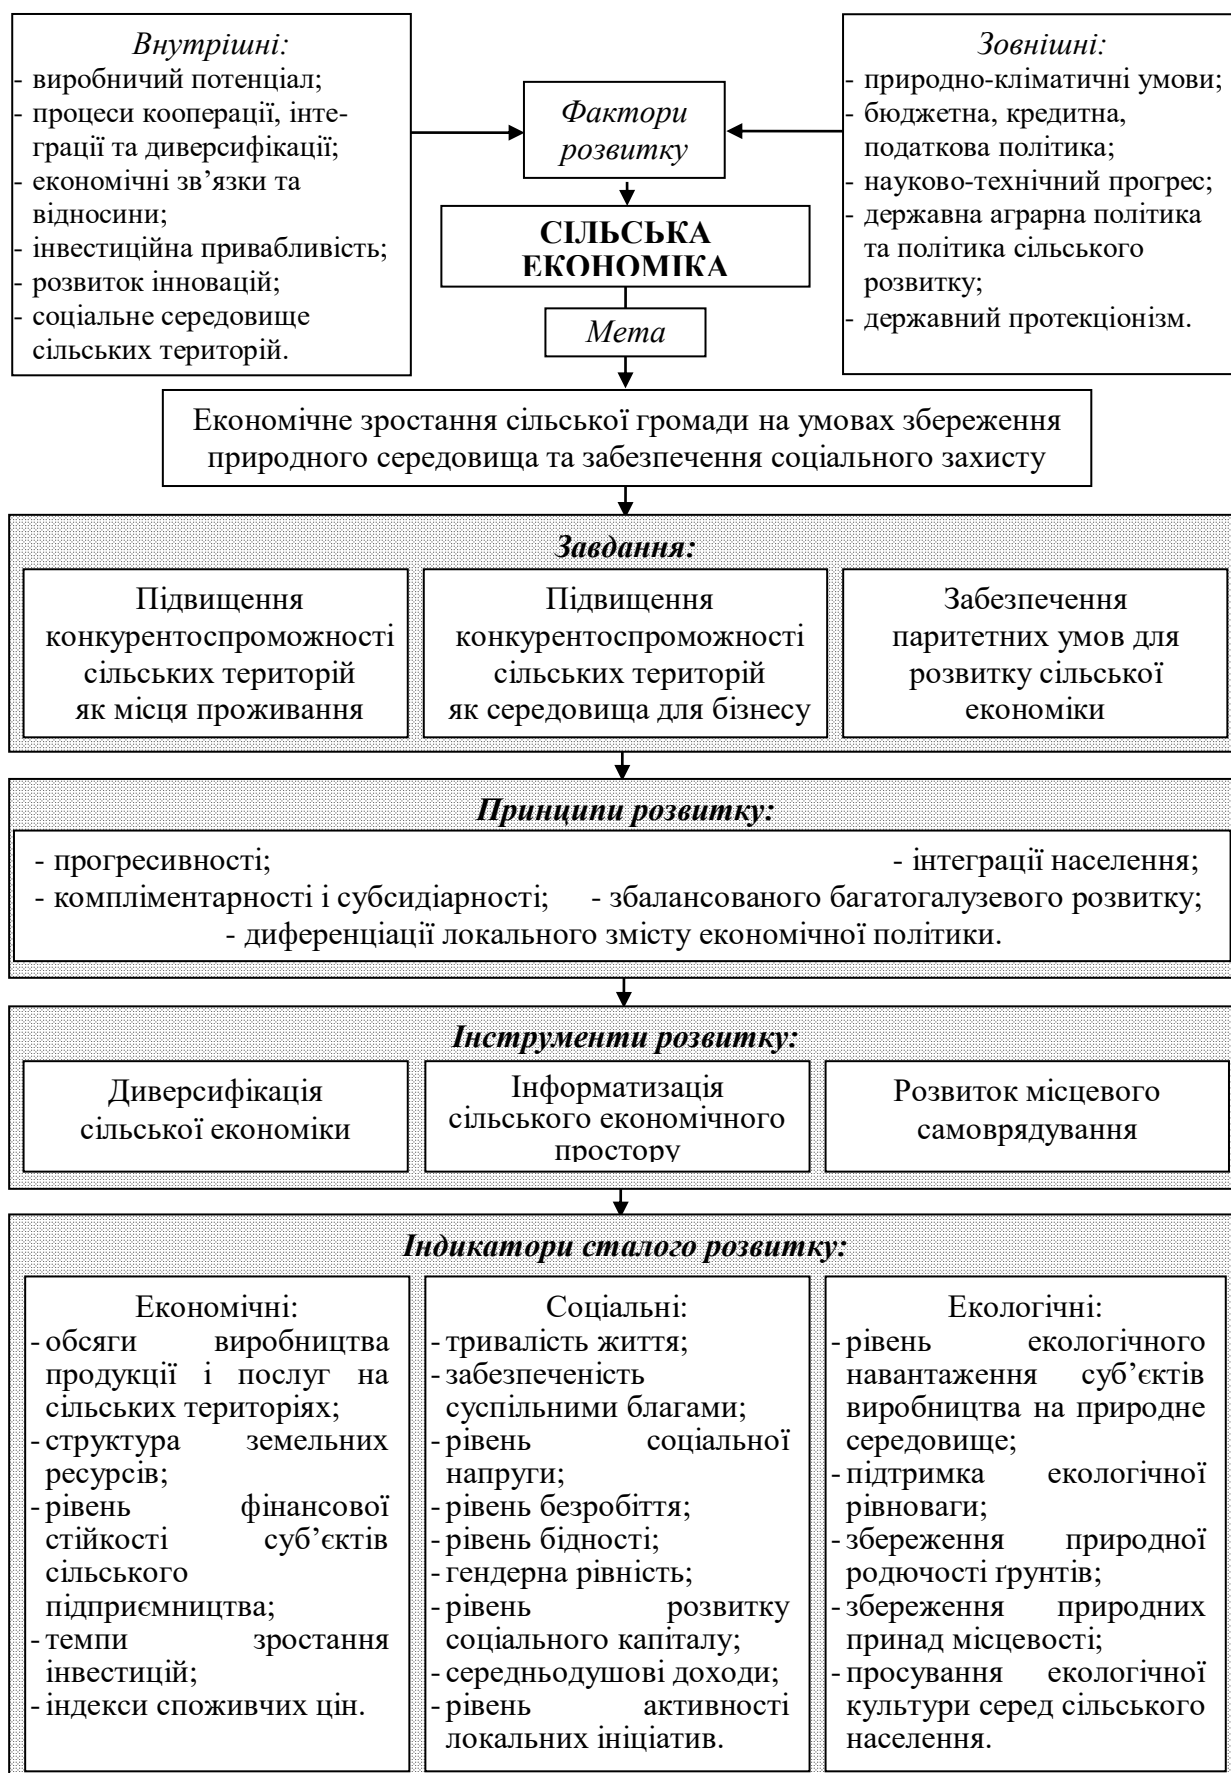 Внутрішні:
- виробничий потенціал;
- процеси кооперації, інте-
грації та диверсифікації;
- економічні зв’язки та
відносини;
- інвестиційна привабливість;
- розвиток інновацій;
- соціальне середовище
сільських територій.
Фактори
розвитку
Зовнішні:
- природно-кліматичні умови;
- бюджетна, кредитна,
податкова політика;
- науково-технічний прогрес;
- державна аграрна політика
та політика сільського
розвитку;
- державний протекціонізм.
СІЛЬСЬКА
ЕКОНОМІКА
Мета
Економічне зростання сільської громади на умовах збереження
природного середовища та забезпечення соціального захисту
Завдання:
Підвищення
конкурентоспроможності
сільських територій
як місця проживання
Підвищення
конкурентоспроможності
сільських територій
як середовища для бізнесу
Забезпечення
паритетних умов для
розвитку сільської
економіки
Принципи розвитку:
- прогресивності; - інтеграції населення;
- компліментарності і субсидіарності; - збалансованого багатогалузевого розвитку;
- диференціації локального змісту економічної політики.
Інструменти розвитку:
Диверсифікація
сільської економіки
Інформатизація
сільського економічного
простору
Розвиток місцевого
самоврядування
Індикатори сталого розвитку:
Економічні:
- обсяги виробництва
продукції і послуг на
сільських територіях;
- структура земельних
ресурсів;
- рівень фінансової
стійкості суб’єктів
сільського
підприємництва;
- темпи зростання
інвестицій;
- індекси споживчих цін.
Соціальні:
- тривалість життя;
- забезпеченість
суспільними благами;
- рівень соціальної
напруги;
- рівень безробіття;
- рівень бідності;
- гендерна рівність;
- рівень розвитку
соціального капіталу;
- середньодушові доходи;
- рівень активності
локальних ініціатив.
Екологічні:
- рівень екологічного
навантаження суб’єктів
виробництва на природне
середовище;
- підтримка екологічної
рівноваги;
- збереження природної
родючості ґрунтів;
- збереження природних
принад місцевості;
- просування екологічної
культури серед сільського
населення.